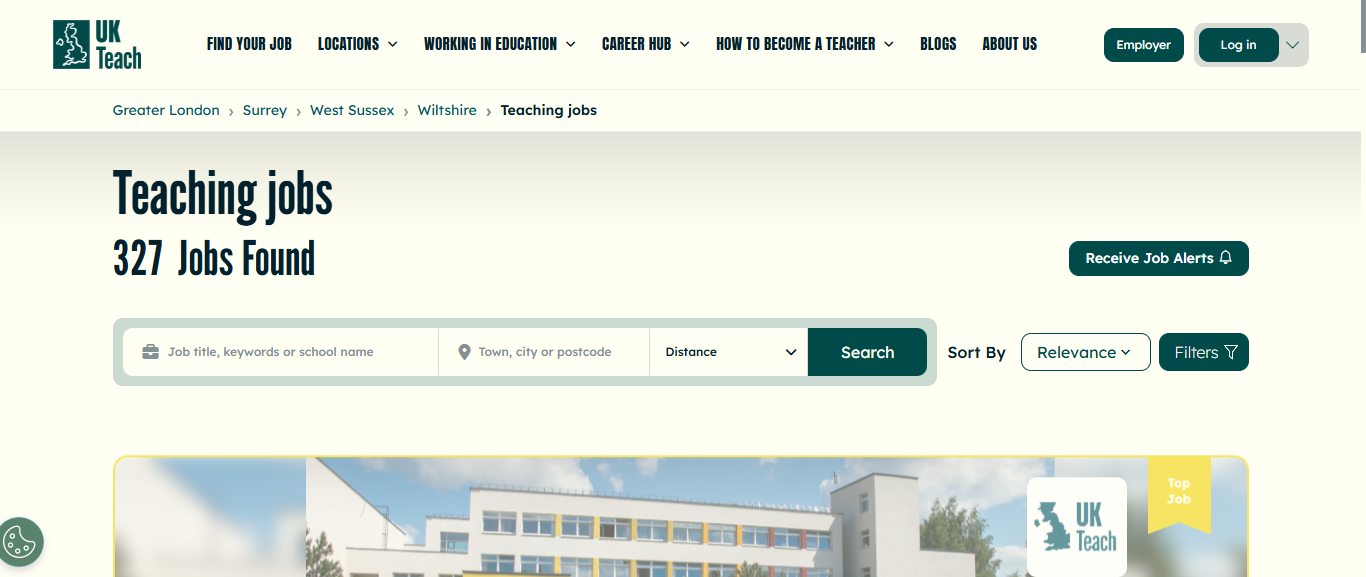 UK
Teach
FIND YOUR JOB LOCATIONS WORKING IN EDUCATION CAREER HUB HOW TO BECOME A TEACHER BLOGS ABOUT US Employer Log in
Greater London › Surrey › West Sussex › Wiltshire › Teaching jobs
Teaching jobs
327 Jobs Found
Receive Job Alerts
Job title, keywords or school name Town, city or postcode Distance Search Sort By Relevance Filters
Top
Job
UK
Teach